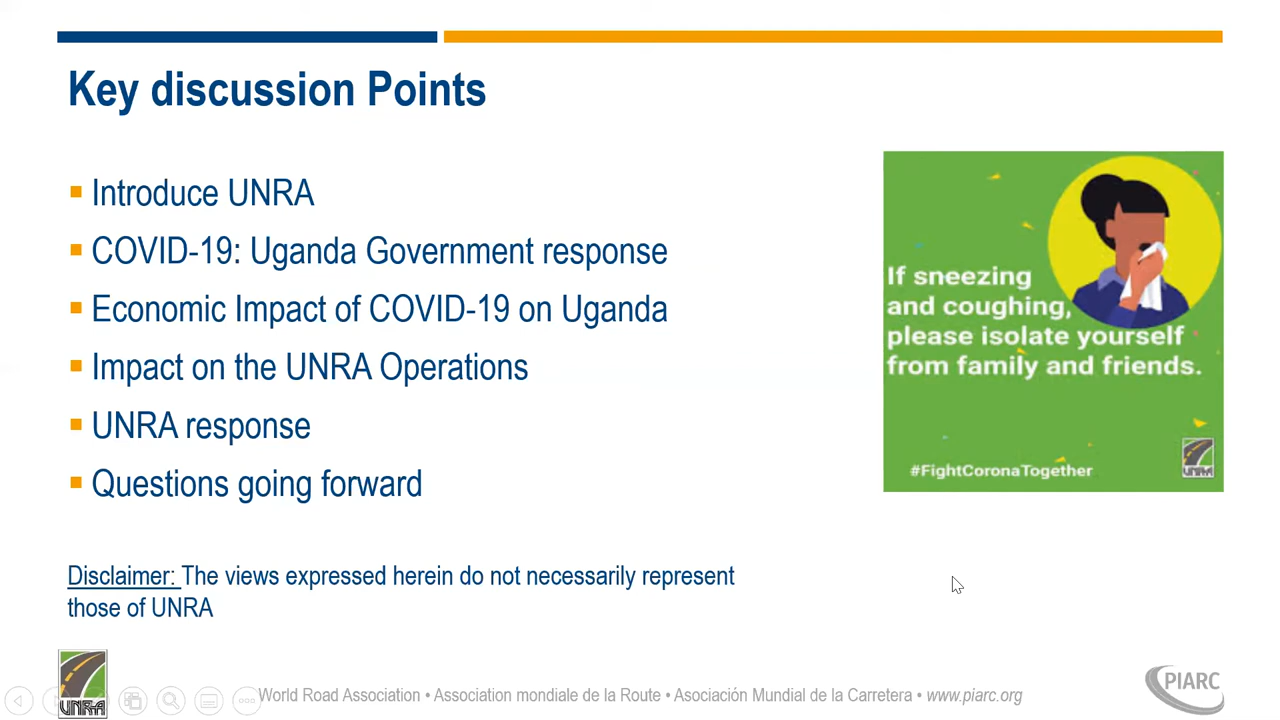 Key discussion Points
Introduce UNRA
COVID-19: Uganda Government response
Economic Impact of COVID-19 on Uganda
Impact on the UNRA Operations
UNRA response
Questions going forward
If sneezing
and coughing,
please isolate yourself
from family and friends.
UNRA
#FightCoronaTogether
Disclaimer: The views expressed herein do not necessarily represent
those of UNRA
UNRA
World Road Association • Association mondiale de la Route • Asociación Mundial de la Carretera • www.piarc.org
PIARC